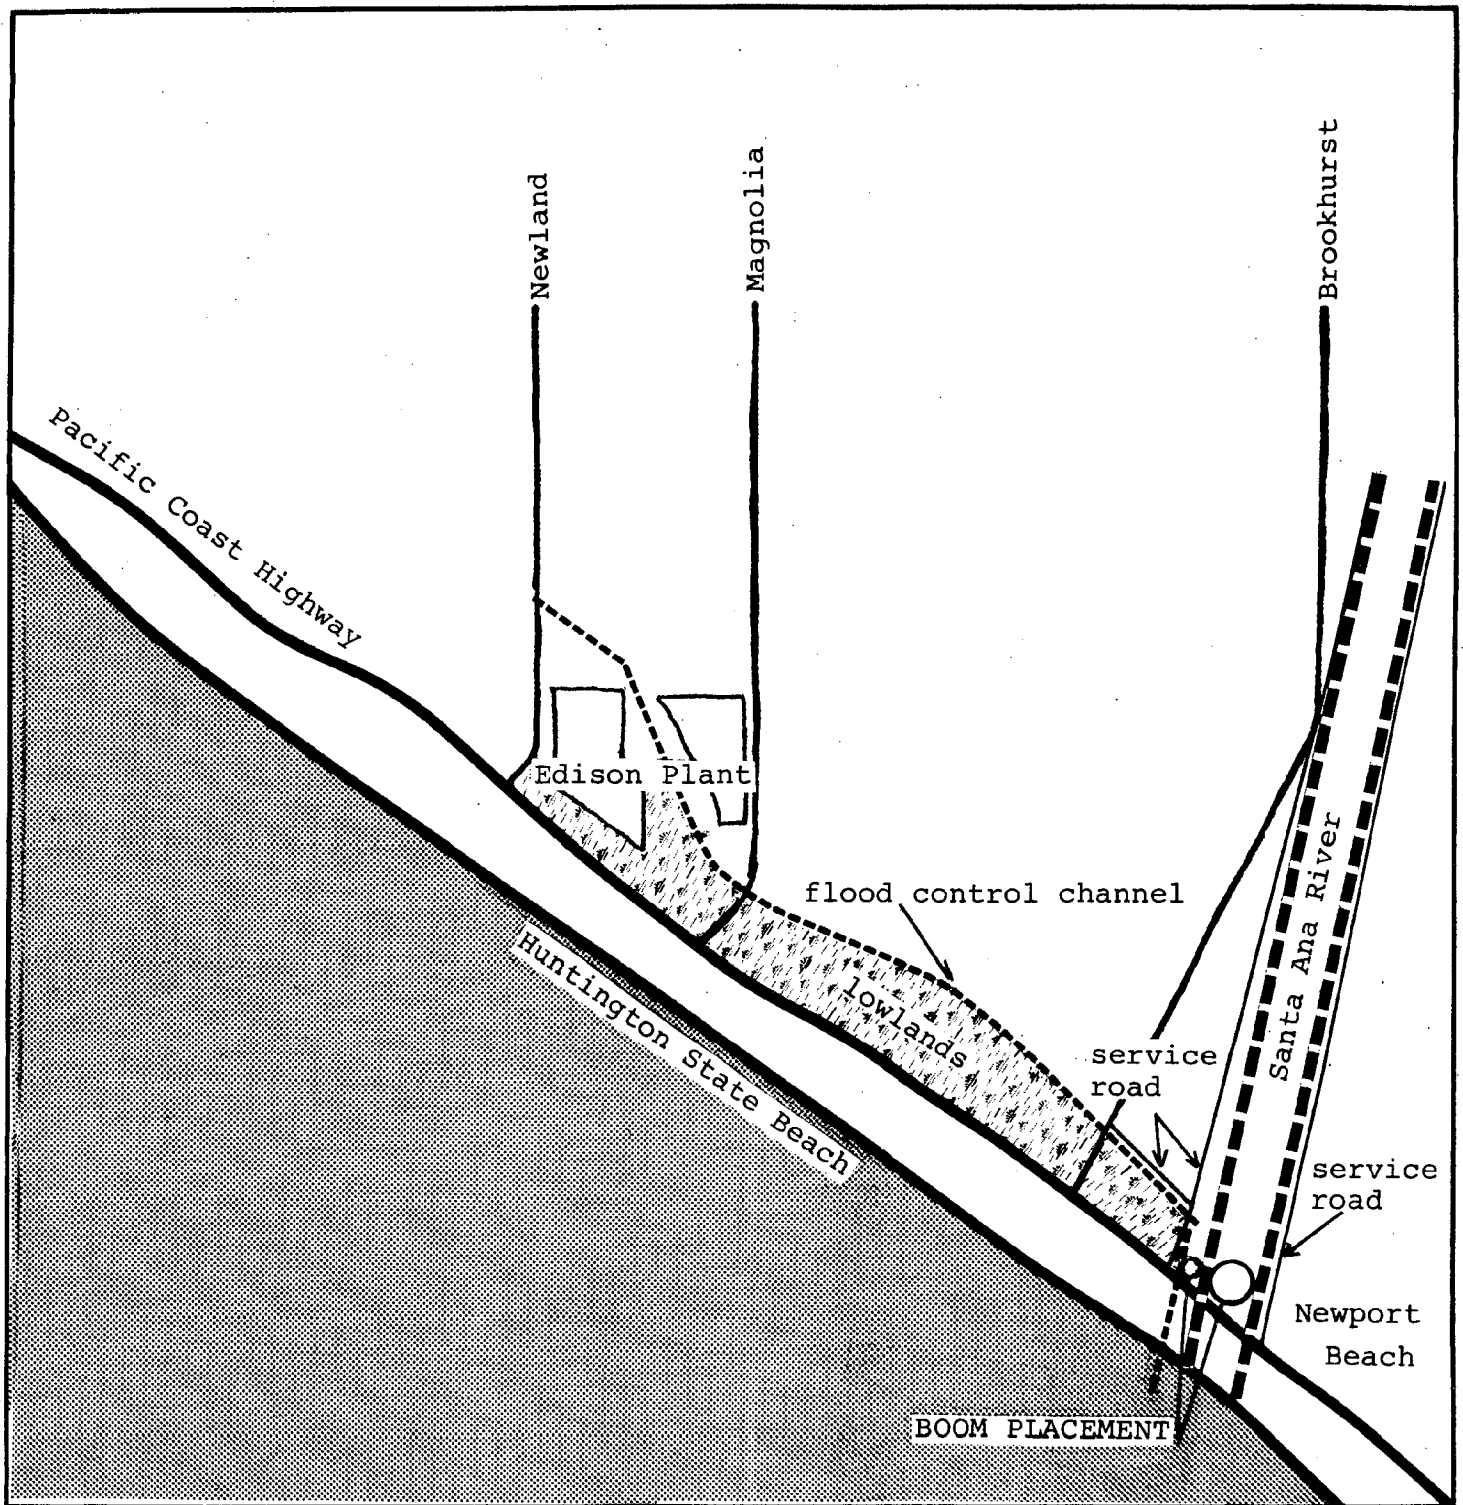 Newland
Magnolia
Brookhurst
Pacific Coast Highway
Edison Plant
flood control channel
lowlands
Santa Ana River
Huntington State Beach
service
road
service
road
Newport
Beach
BOOM PLACEMENT